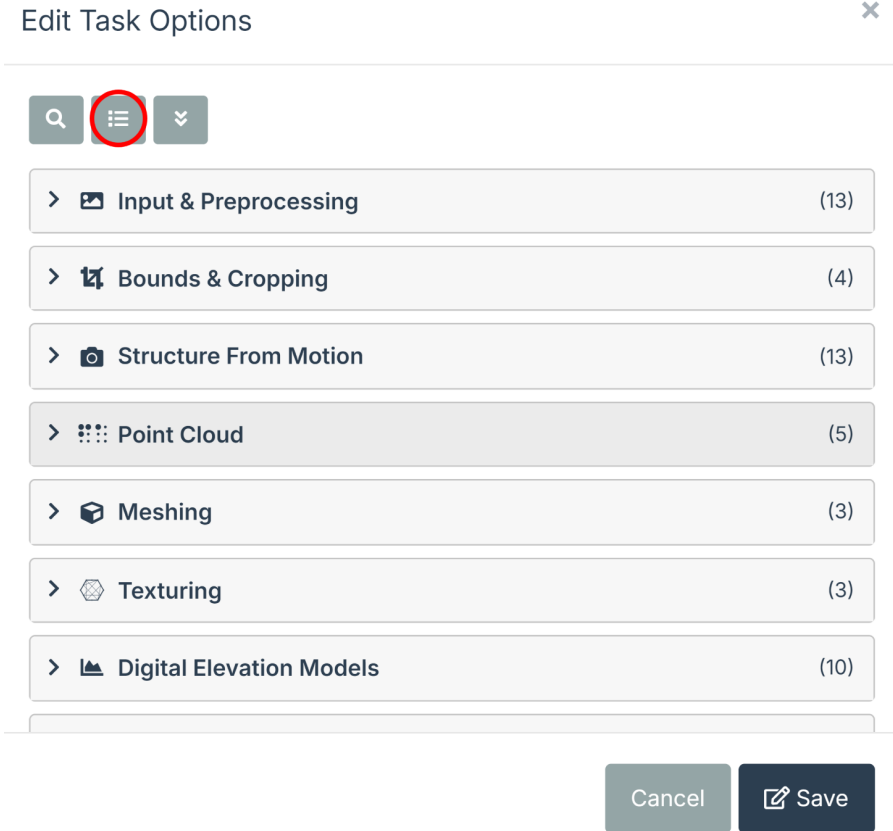 Edit Task Options
Input & Preprocessing (13)
Bounds & Cropping (4)
Structure From Motion (13)
Point Cloud (5)
Meshing (3)
Texturing (3)
Digital Elevation Models (10)
Cancel Save